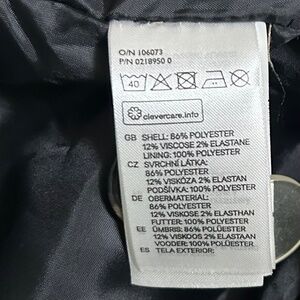 O/N 106073
P/N 0218950 0
40
clevercare.info
GB SHELL: 86% POLYESTER
12% VISCOSE 2% ELASTANE
LINING: 100% POLYESTER
CZ SVRCHNÍ LÁTKA:
86% POLYESTER
12% VISKÓZA 2% ELASTAN
PODŠÍVKA: 100% POLYESTER
DE OBERMATERIAL:
86% POLYESTER
12% VISKOSE 2% ELASTHAN
FUTTER: 100% POLYESTER
EE ÜMBRIS: 86% POLÜESTER
12% VISKOOS 2% ELASTAAN
VOODER: 100% POLÜESTER
ES TELA EXTERIOR: